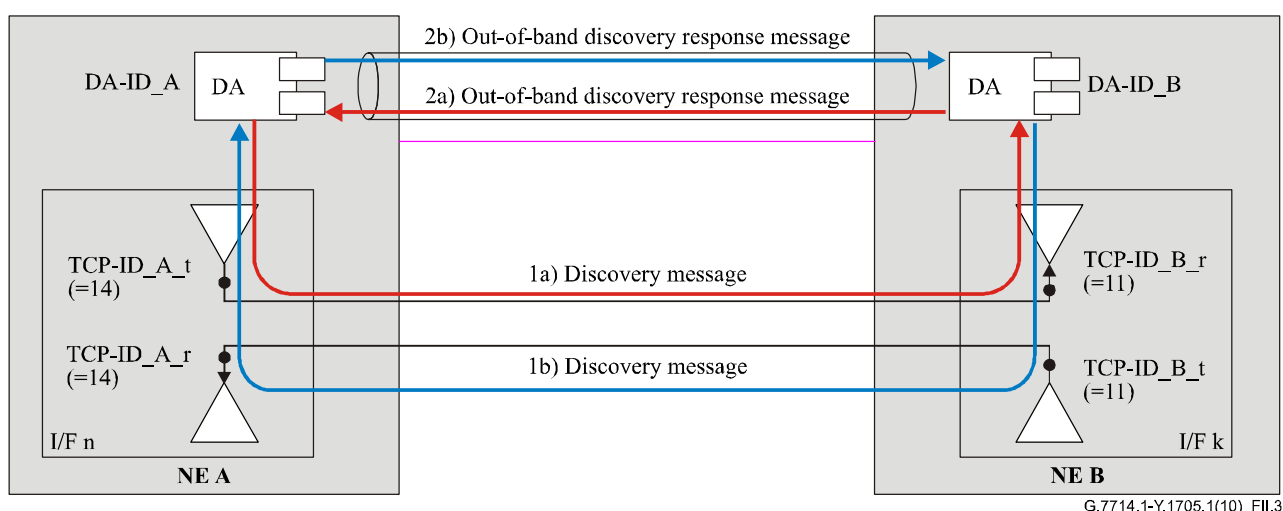 2b) Out-of-band discovery response message
DA-ID_A
DA
DA
DA-ID_B
2a) Out-of-band discovery response message
TCP-ID_A_t
(=14)
1a) Discovery message
TCP-ID_B_r
(=11)
TCP-ID_A_r
(=14)
1b) Discovery message
TCP-ID_B_t
(=11)
I/F n
I/F k
NE A
NE B
G.7714.1-Y.1705.1(10)_FII.3